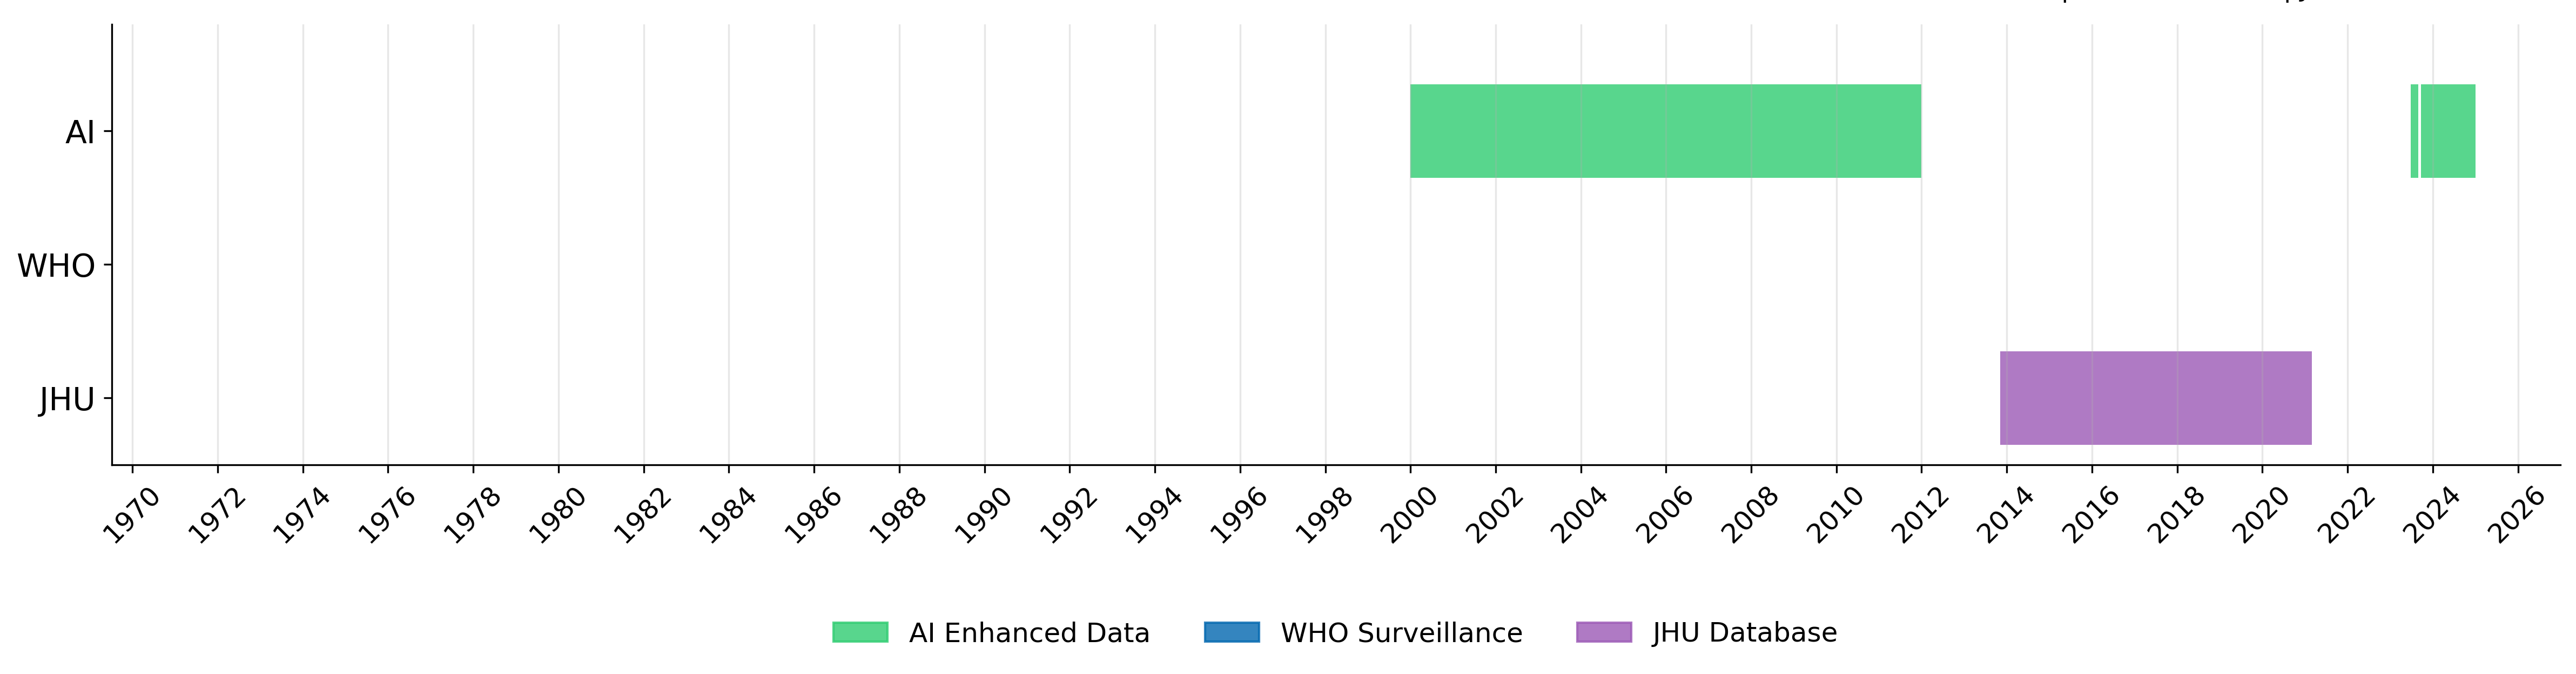 AI
WHO
JHU
1970 1972 1974 1976 1978 1980 1982 1984 1986 1988 1990 1992 1994 1996 1998 2000 2002 2004 2006 2008 2010 2012 2014 2016 2018 2020 2022 2024 2026
AI Enhanced Data WHO Surveillance JHU Database